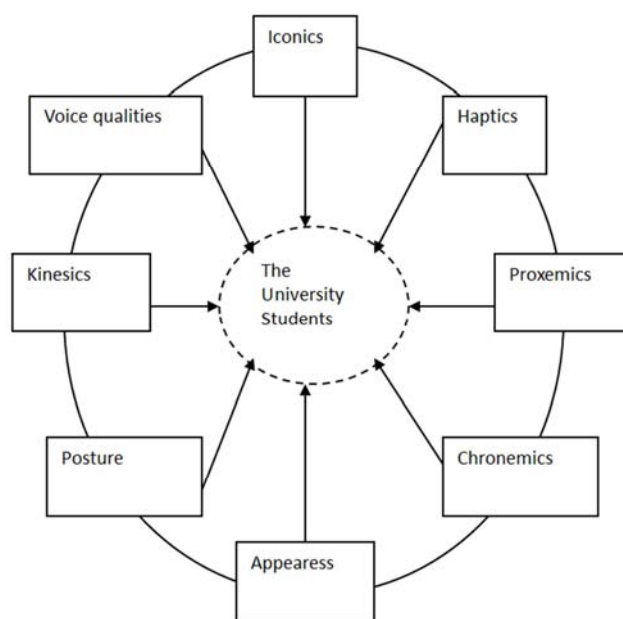 Iconics
Voice qualities
Haptics
Kinesics
The
University
Students
Proxemics
Posture
Chronemics
Appearess